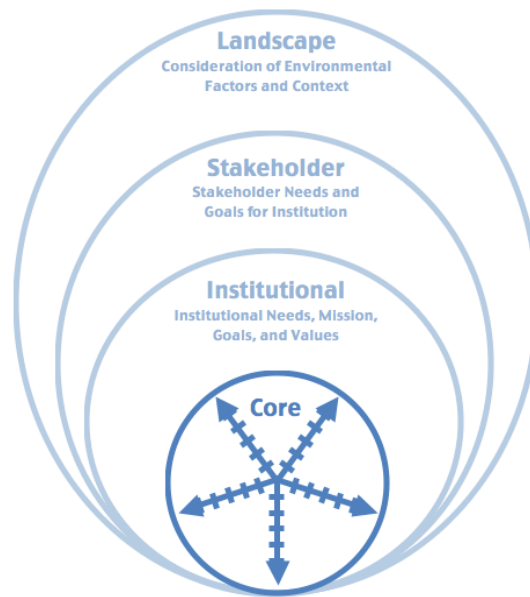 Landscape
Consideration of Environmental
Factors and Context
Stakeholder
Stakeholder Needs and
Goals for Institution
Institutional
Institutional Needs, Mission,
Goals, and Values
Core